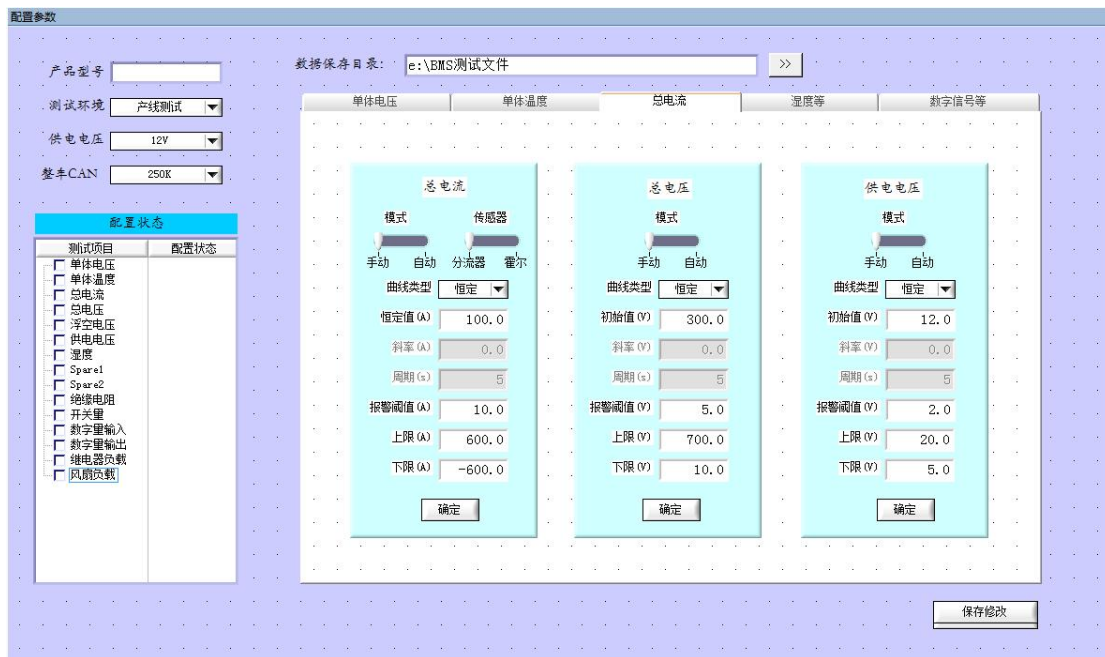 配置参数
产品型号
测试环境 产线测试
供电电压 12V
整车CAN 250K
数据保存目录: e:\BMS测试文件 >>
配置状态
测试项目 配置状态
单体电压
单体温度
总电流
总电压
浮空电压
供电电压
湿度
Spare1
Spare2
绝缘电阻
开关量
数字量输入
数字量输出
继电器负载
风扇负载
单体电压 单体温度 总电流 湿度等 数字信号等
总电流
模式 传感器
手动 自动 分流器 霍尔
曲线类型 恒定
恒定值(A) 100.0
斜率(A) 0.0
周期(s) 5
报警阈值(A) 10.0
上限(A) 600.0
下限(A) -600.0
确定
总电压
模式
手动 自动
曲线类型 恒定
初始值(V) 300.0
斜率(V) 0.0
周期(s) 5
报警阈值(V) 5.0
上限(V) 700.0
下限(V) 10.0
确定
供电电压
模式
手动 自动
曲线类型 恒定
初始值(V) 12.0
斜率(V) 0.0
周期(s) 5
报警阈值(V) 2.0
上限(V) 20.0
下限(V) 5.0
确定
保存修改